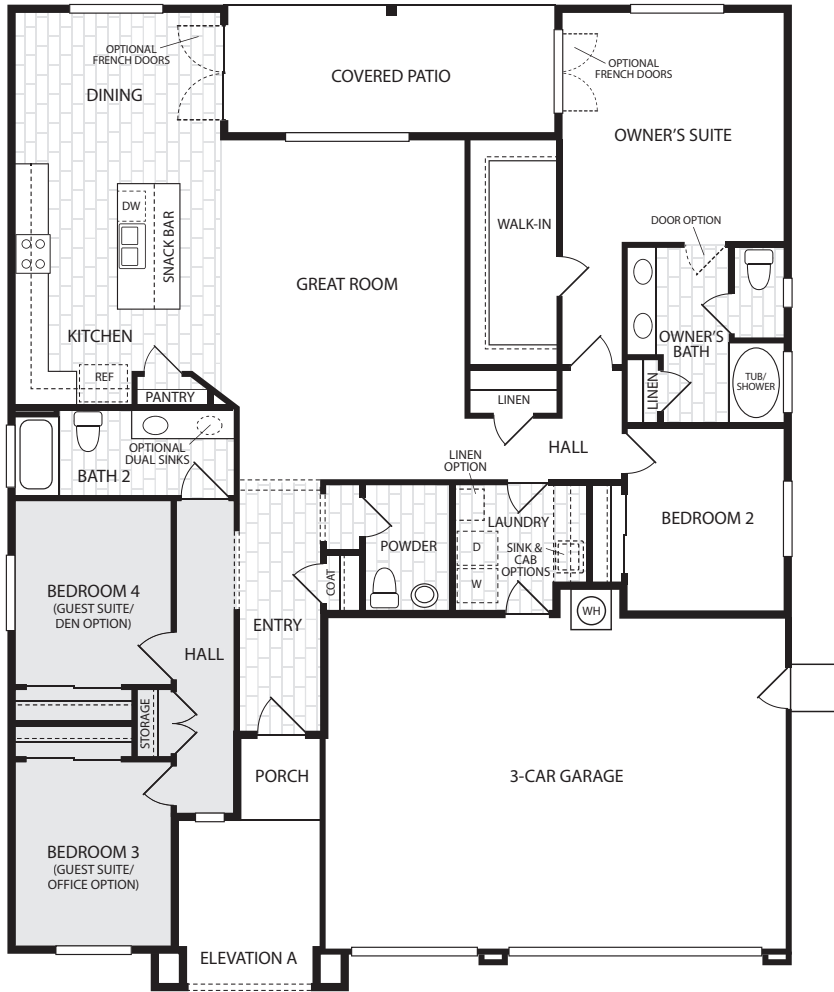 OPTIONAL
FRENCH DOORS
DINING
COVERED PATIO
OPTIONAL
FRENCH DOORS
OWNER'S SUITE
DW
SNACK BAR
WALK-IN
DOOR OPTION
GREAT ROOM
KITCHEN
OWNER'S
BATH
REF
PANTRY
LINEN
LINEN
TUB/
SHOWER
OPTIONAL
DUAL SINKS
BATH 2
HALL
LINEN
OPTION
LAUNDRY
BEDROOM 2
POWDER
D
SINK &
CAB
OPTIONS
W
COAT
BEDROOM 4
(GUEST SUITE/
DEN OPTION)
WH
ENTRY
HALL
STORAGE
PORCH
3-CAR GARAGE
BEDROOM 3
(GUEST SUITE/
OFFICE OPTION)
ELEVATION A